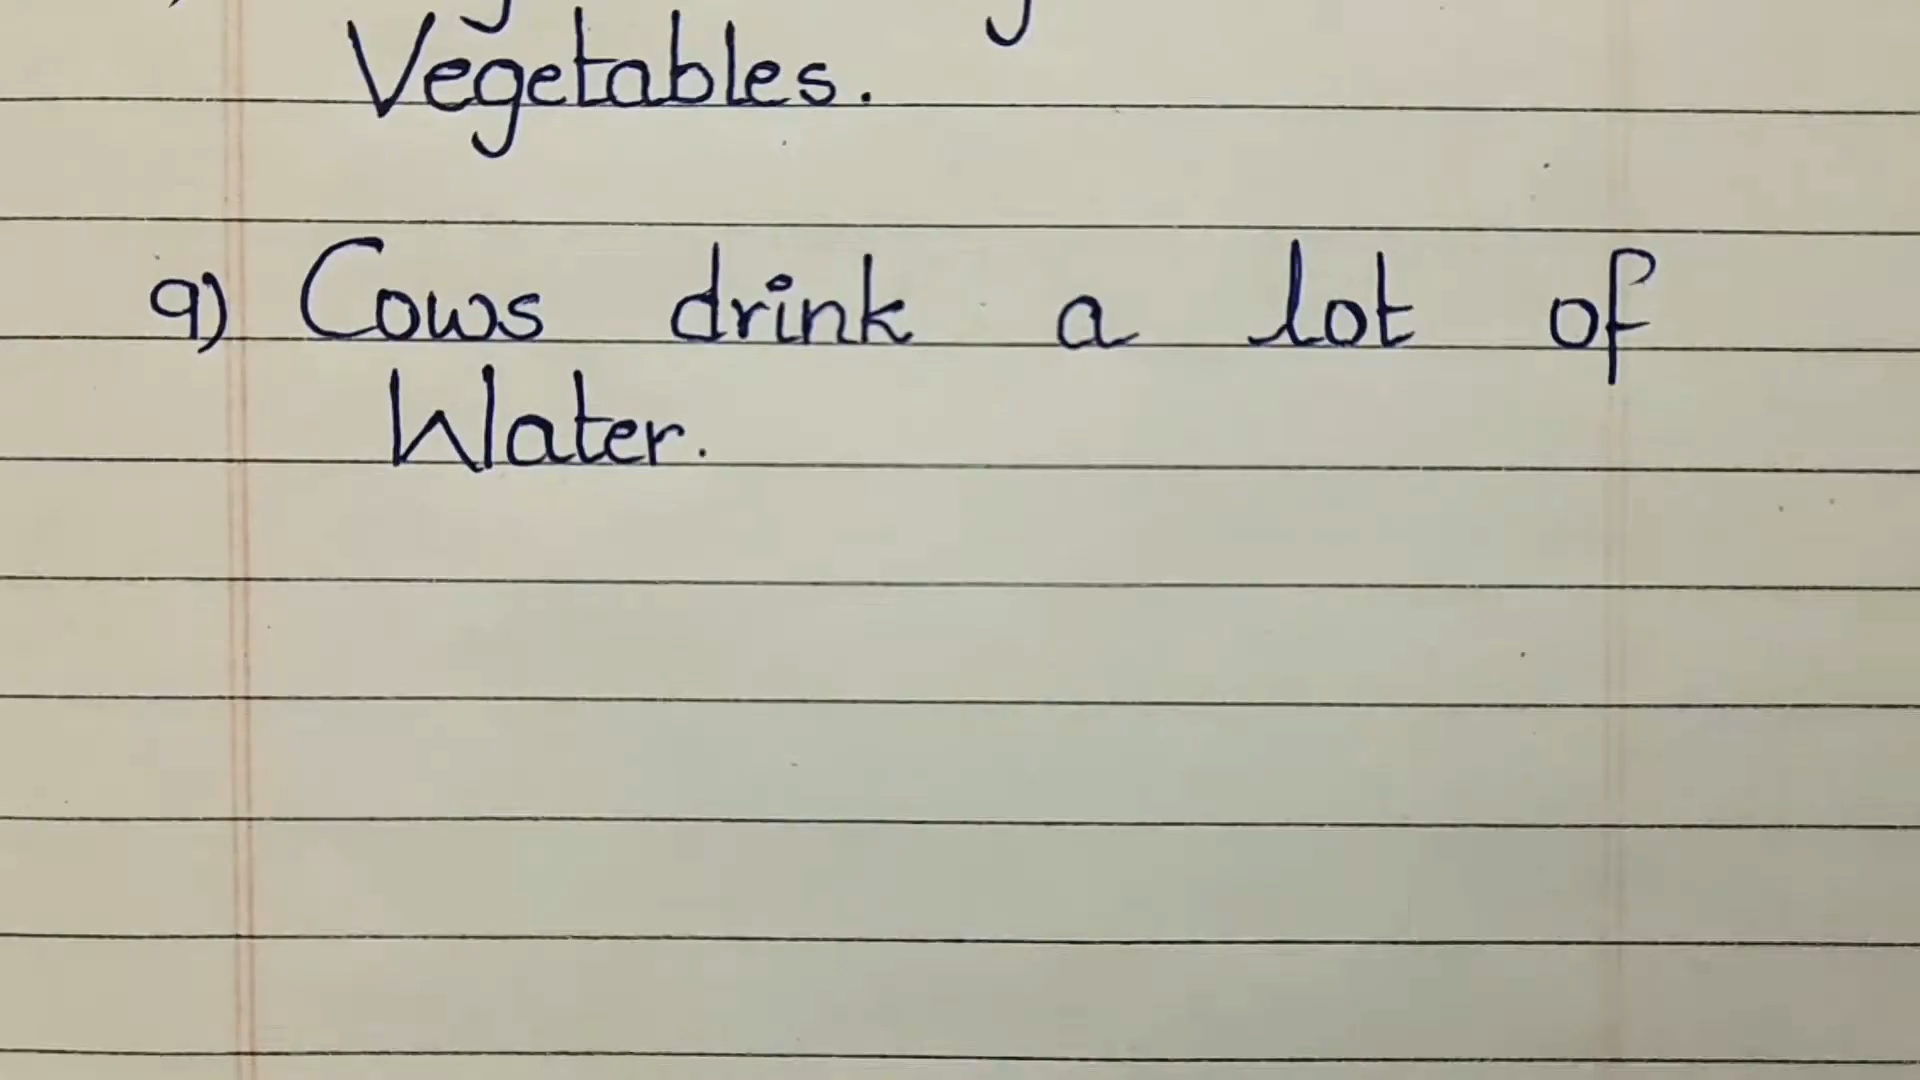 Vegetables.
9) Cows drink a lot of
Water.